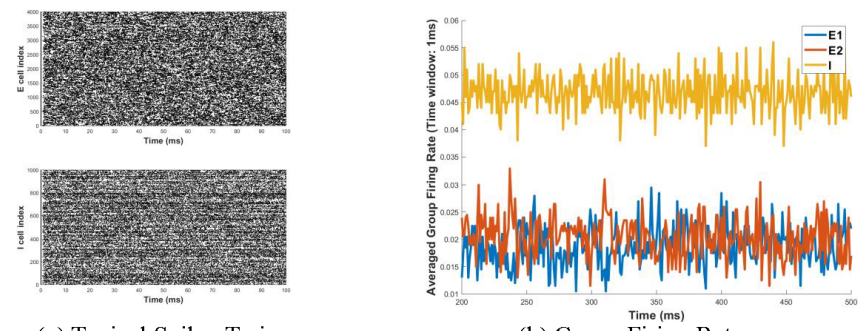 E cell index
4000
3500
3000
2500
2000
1500
1000
500
0
0 10 20 30 40 50 60 70 80 90 100
Time (ms)
I cell index
1000
800
600
400
200
0
0 10 20 30 40 50 60 70 80 90 100
Time (ms)
Averaged Group Firing Rate (Time window: 1ms)
0.06
0.055
0.05
0.045
0.04
0.035
0.03
0.025
0.02
0.015
0.01
200 250 300 350 400 450 500
Time (ms)
E1
E2
I